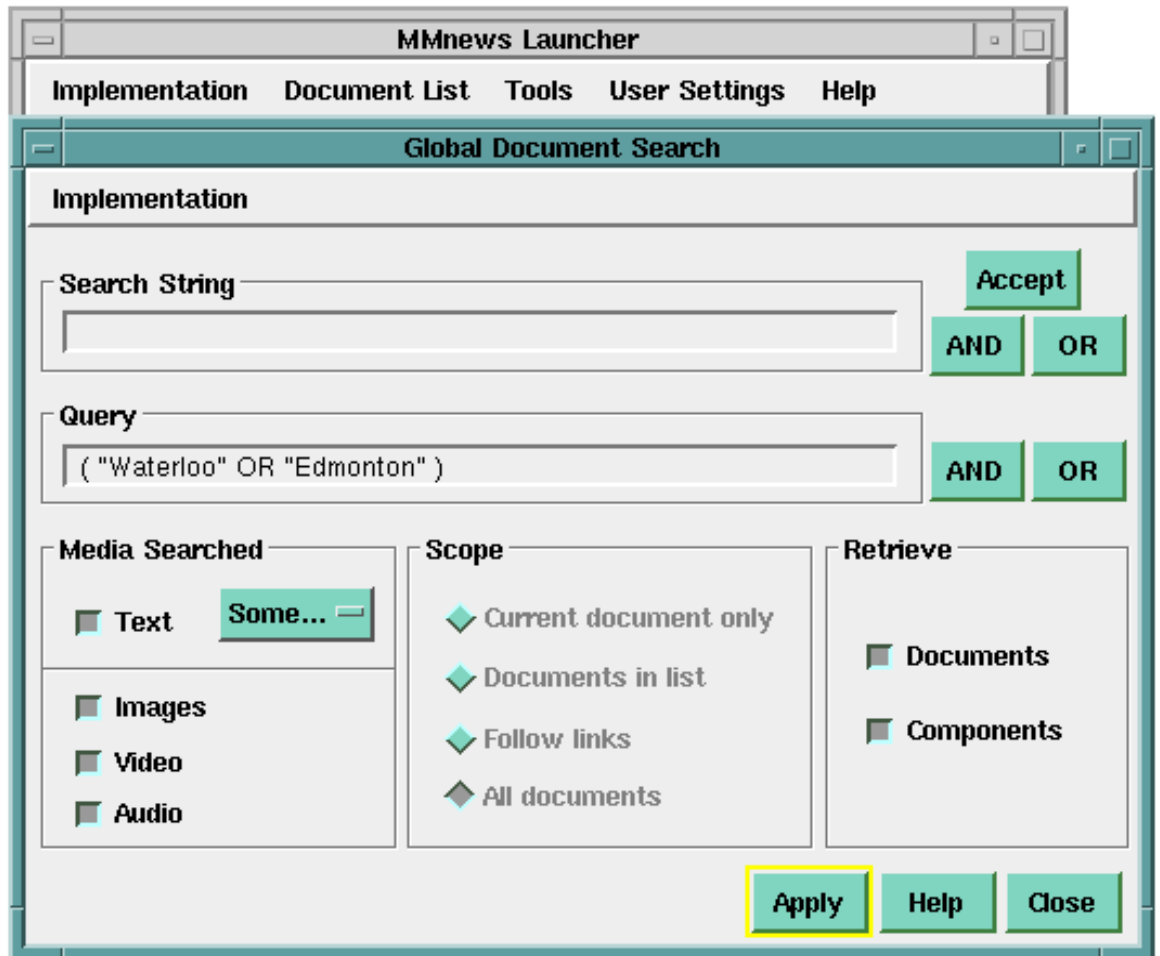 MMnews Launcher
Implementation Document List Tools User Settings Help
Global Document Search
Implementation
Search String
Accept
AND OR
Query
( "Waterloo" OR "Edmonton" )
AND OR
Media Searched
Text Some...
Images
Video
Audio
Scope
Current document only
Documents in list
Follow links
All documents
Retrieve
Documents
Components
Apply Help Close